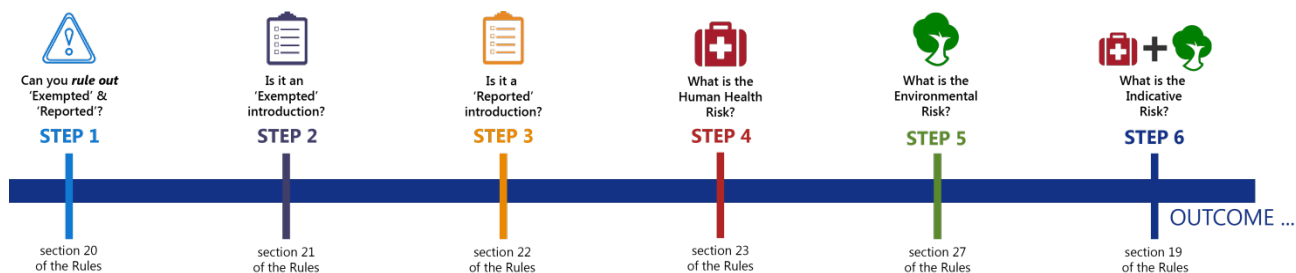 Can you rule out
'Exempted' &
'Reported'?
STEP 1
section 20
of the Rules
Is it an
'Exempted'
introduction?
STEP 2
section 21
of the Rules
Is it a
'Reported'
introduction?
STEP 3
section 22
of the Rules
What is the
Human Health
Risk?
STEP 4
section 23
of the Rules
What is the
Environmental
Risk?
STEP 5
section 27
of the Rules
What is the
Indicative
Risk?
STEP 6
section 19
of the Rules
OUTCOME ...